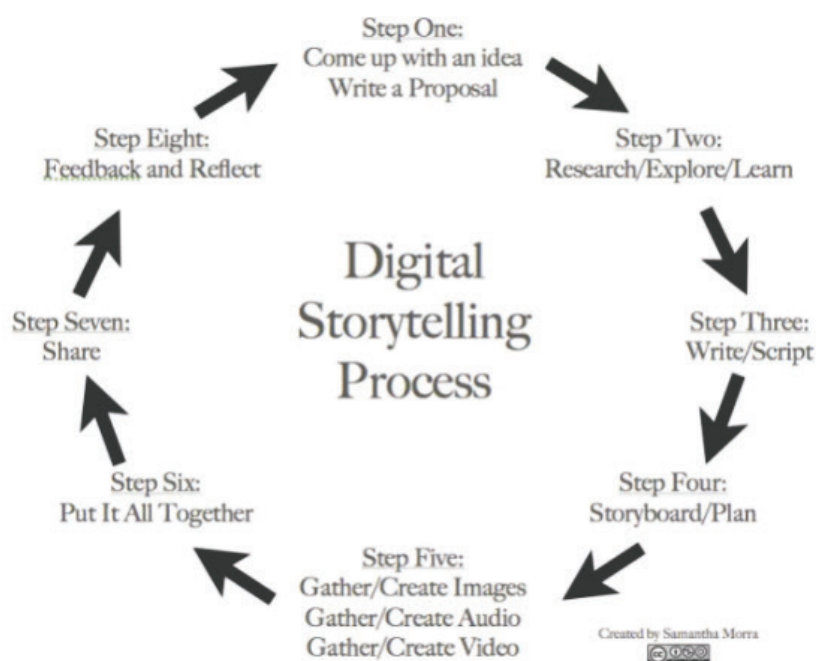 Step One:
Come up with an idea
Write a Proposal
Step Two:
Research/Explore/Learn
Step Three:
Write/Script
Step Four:
Storyboard/Plan
Step Five:
Gather/Create Images
Gather/Create Audio
Gather/Create Video
Step Six:
Put It All Together
Step Seven:
Share
Step Eight:
Feedback and Reflect
Digital
Storytelling
Process
Created by Samantha Morra